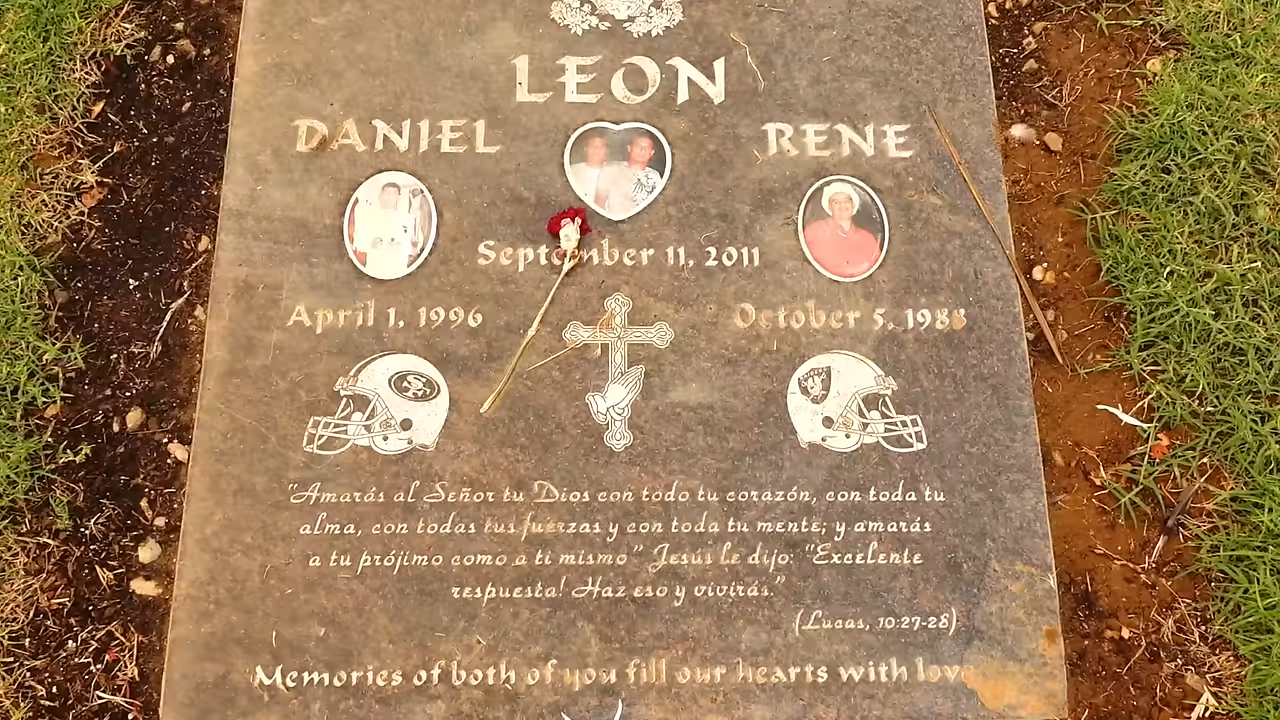 LEON
DANIEL RENE
September 11, 2011
April 1, 1996 October 5, 1988
SF
RAIDERS
“Amarás al Señor tu Dios con todo tu corazón, con toda tu
alma, con todas tus fuerzas y con toda tu mente; y amarás
a tu prójimo como a ti mismo” Jesús le dijo: “Excelente
respuesta! Haz eso y vivirás.”
(Lucas, 10:27-28)
Memories of both of you fill our hearts with love